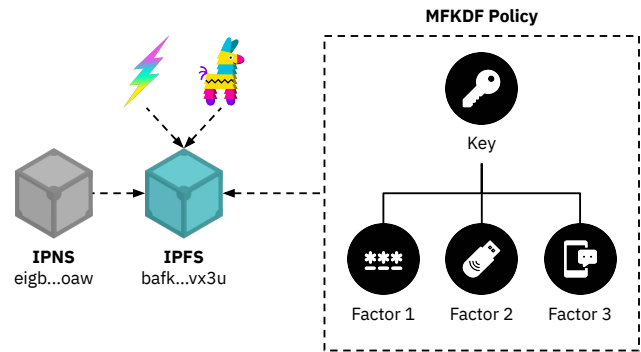 MFKDF Policy
Key
IPNS
eigb...oaw
IPFS
bafk...vx3u
***
Factor 1
Factor 2
Factor 3